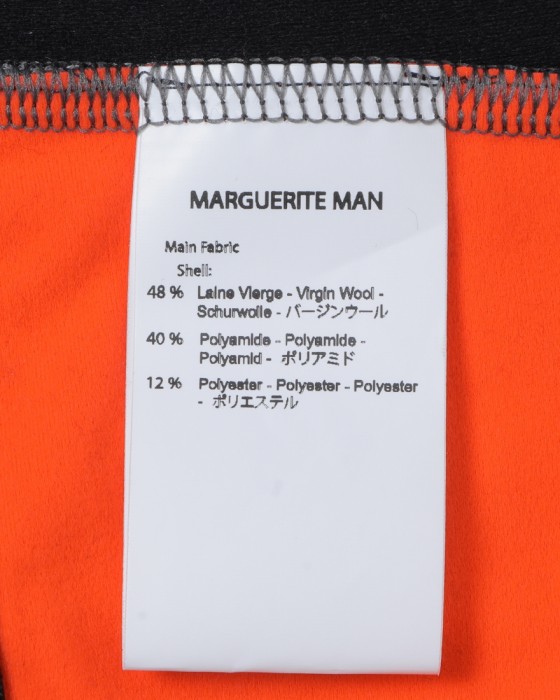 MARGUERITE MAN
Main Fabric
Shell:
48 % Laine Vierge - Virgin Wool -
Schurwolle - バージンウール
40 % Polyamide - Polyamide -
Polyamid - ポリアミド
12 % Polyester - Polyester - Polyester
- ポリエステル